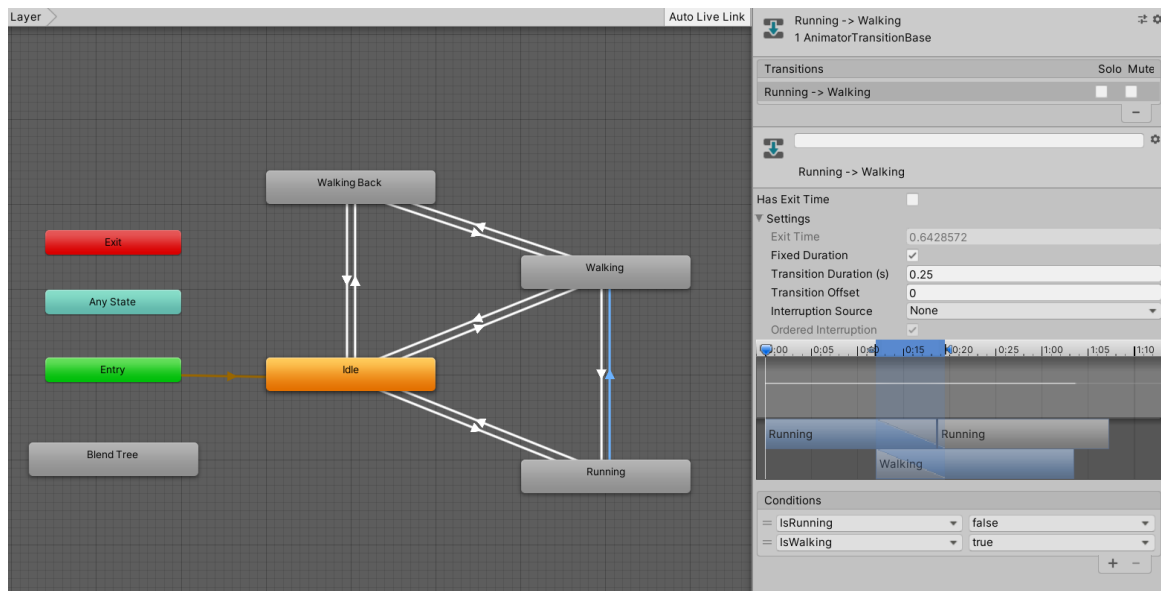 Layer
Auto Live Link
Walking Back
Exit
Walking
Any State
Entry
Idle
Blend Tree
Running
Running -> Walking
1 AnimatorTransitionBase
Transitions
Solo Mute
Running -> Walking
Running -> Walking
Has Exit Time
Settings
Exit Time
0.6428572
Fixed Duration
Transition Duration (s)
0.25
Transition Offset
0
Interruption Source
None
Ordered Interruption
:00 0:05 0:15 0:20 0:25 1:00 1:05 1:10
Running
Running
Walking
Conditions
IsRunning
false
IsWalking
true